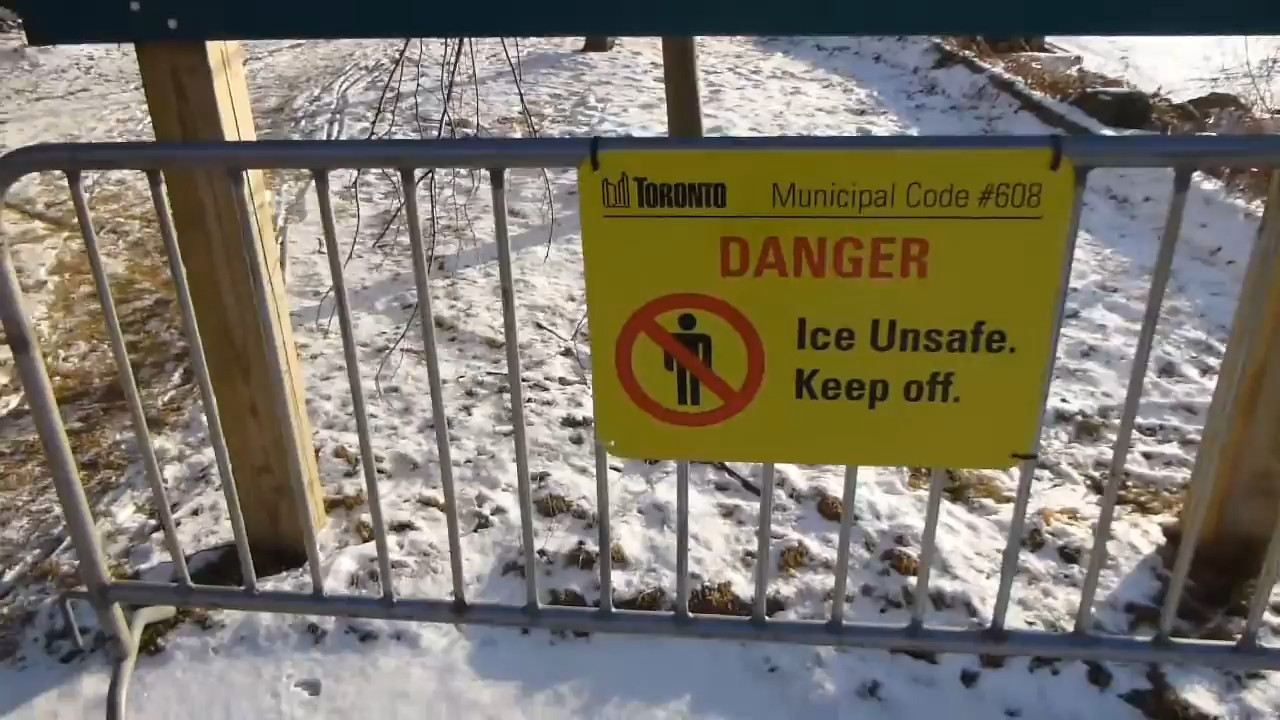 TORONTO Municipal Code #608
DANGER
Ice Unsafe.
Keep off.